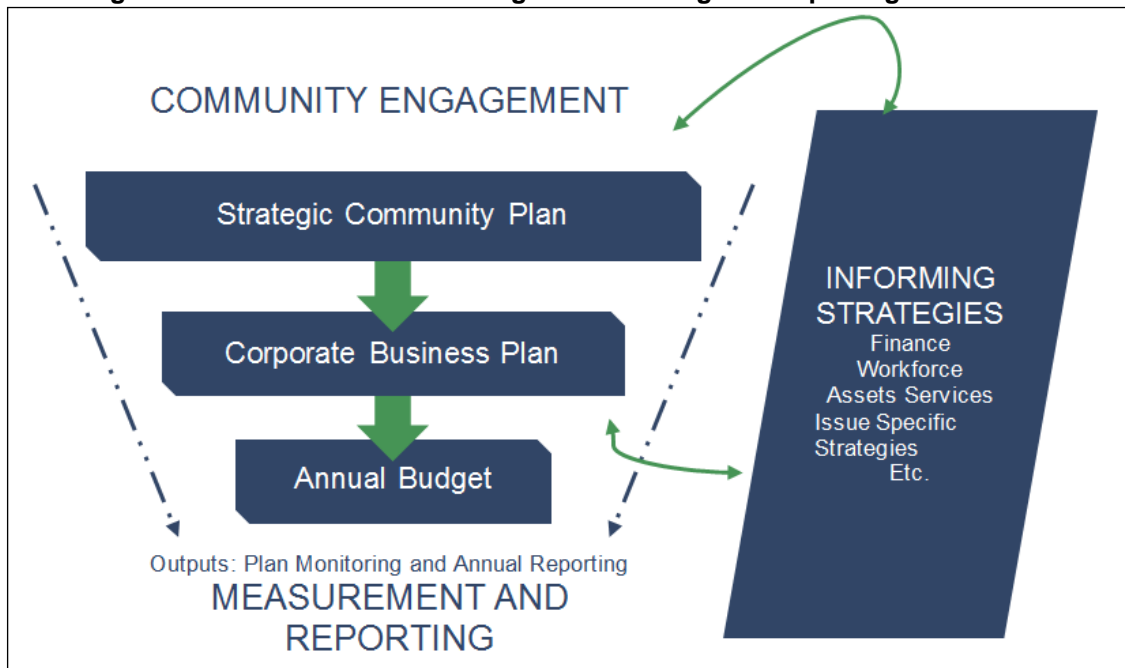 COMMUNITY ENGAGEMENT
Strategic Community Plan
Corporate Business Plan
Annual Budget
Outputs: Plan Monitoring and Annual Reporting
MEASUREMENT AND
REPORTING
INFORMING
STRATEGIES
Finance
Workforce
Assets Services
Issue Specific
Strategies
Etc.